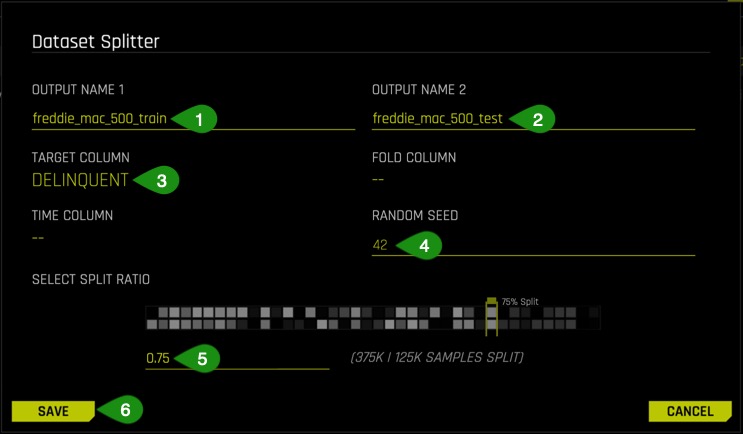 Dataset Splitter
OUTPUT NAME 1 OUTPUT NAME 2
freddie_mac_500_train 1 freddie_mac_500_test 2
TARGET COLUMN FOLD COLUMN
DELINQUENT 3 --
TIME COLUMN RANDOM SEED
-- 42 4
SELECT SPLIT RATIO
75% Split
0.75 5 (375K | 125K SAMPLES SPLIT)
SAVE 6 CANCEL